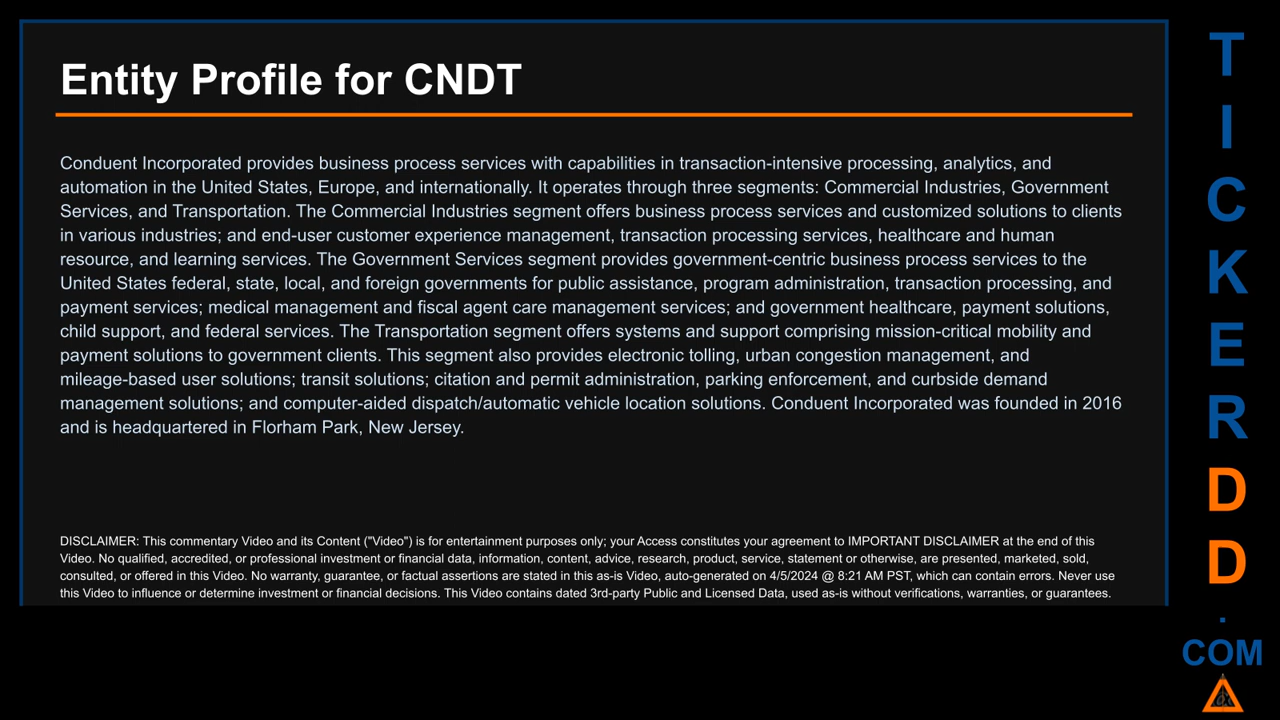 Entity Profile for CNDT
Conduent Incorporated provides business process services with capabilities in transaction-intensive processing, analytics, and
automation in the United States, Europe, and internationally. It operates through three segments: Commercial Industries, Government
Services, and Transportation. The Commercial Industries segment offers business process services and customized solutions to clients
in various industries; and end-user customer experience management, transaction processing services, healthcare and human
resource, and learning services. The Government Services segment provides government-centric business process services to the
United States federal, state, local, and foreign governments for public assistance, program administration, transaction processing, and
payment services; medical management and fiscal agent care management services; and government healthcare, payment solutions,
child support, and federal services. The Transportation segment offers systems and support comprising mission-critical mobility and
payment solutions to government clients. This segment also provides electronic tolling, urban congestion management, and
mileage-based user solutions; transit solutions; citation and permit administration, parking enforcement, and curbside demand
management solutions; and computer-aided dispatch/automatic vehicle location solutions. Conduent Incorporated was founded in 2016
and is headquartered in Florham Park, New Jersey.
DISCLAIMER: This commentary Video and its Content ("Video") is for entertainment purposes only; your Access constitutes your agreement to IMPORTANT DISCLAIMER at the end of this
Video. No qualified, accredited, or professional investment or financial data, information, content, advice, research, product, service, statement or otherwise, are presented, marketed, sold,
consulted, or offered in this Video. No warranty, guarantee, or factual assertions are stated in this as-is Video, auto-generated on 4/5/2024 @ 8:21 AM PST, which can contain errors. Never use
this Video to influence or determine investment or financial decisions. This Video contains dated 3rd-party Public and Licensed Data, used as-is without verifications, warranties, or guarantees.
T
I
C
K
E
R
D
D
.
COM